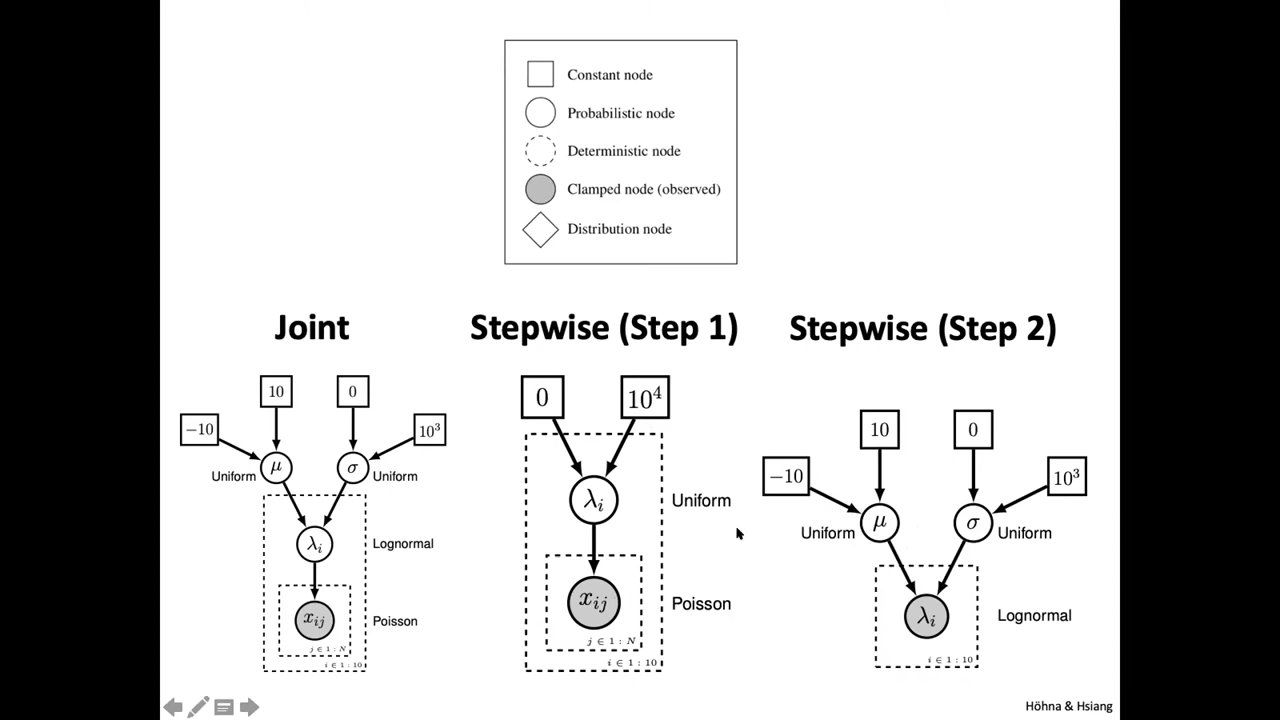 Constant node
Probabilistic node
Deterministic node
Clamped node (observed)
Distribution node
Joint
10
0
−10
10³
Uniform
μ
σ
Uniform
λᵢ
Lognormal
xᵢⱼ
Poisson
j ∈ 1 : N
i ∈ 1 : 10
Stepwise (Step 1)
0
10⁴
λᵢ
Uniform
xᵢⱼ
Poisson
j ∈ 1 : N
i ∈ 1 : 10
Stepwise (Step 2)
10
0
−10
10³
Uniform
μ
σ
Uniform
λᵢ
Lognormal
i ∈ 1 : 10
Höhna & Hsiang